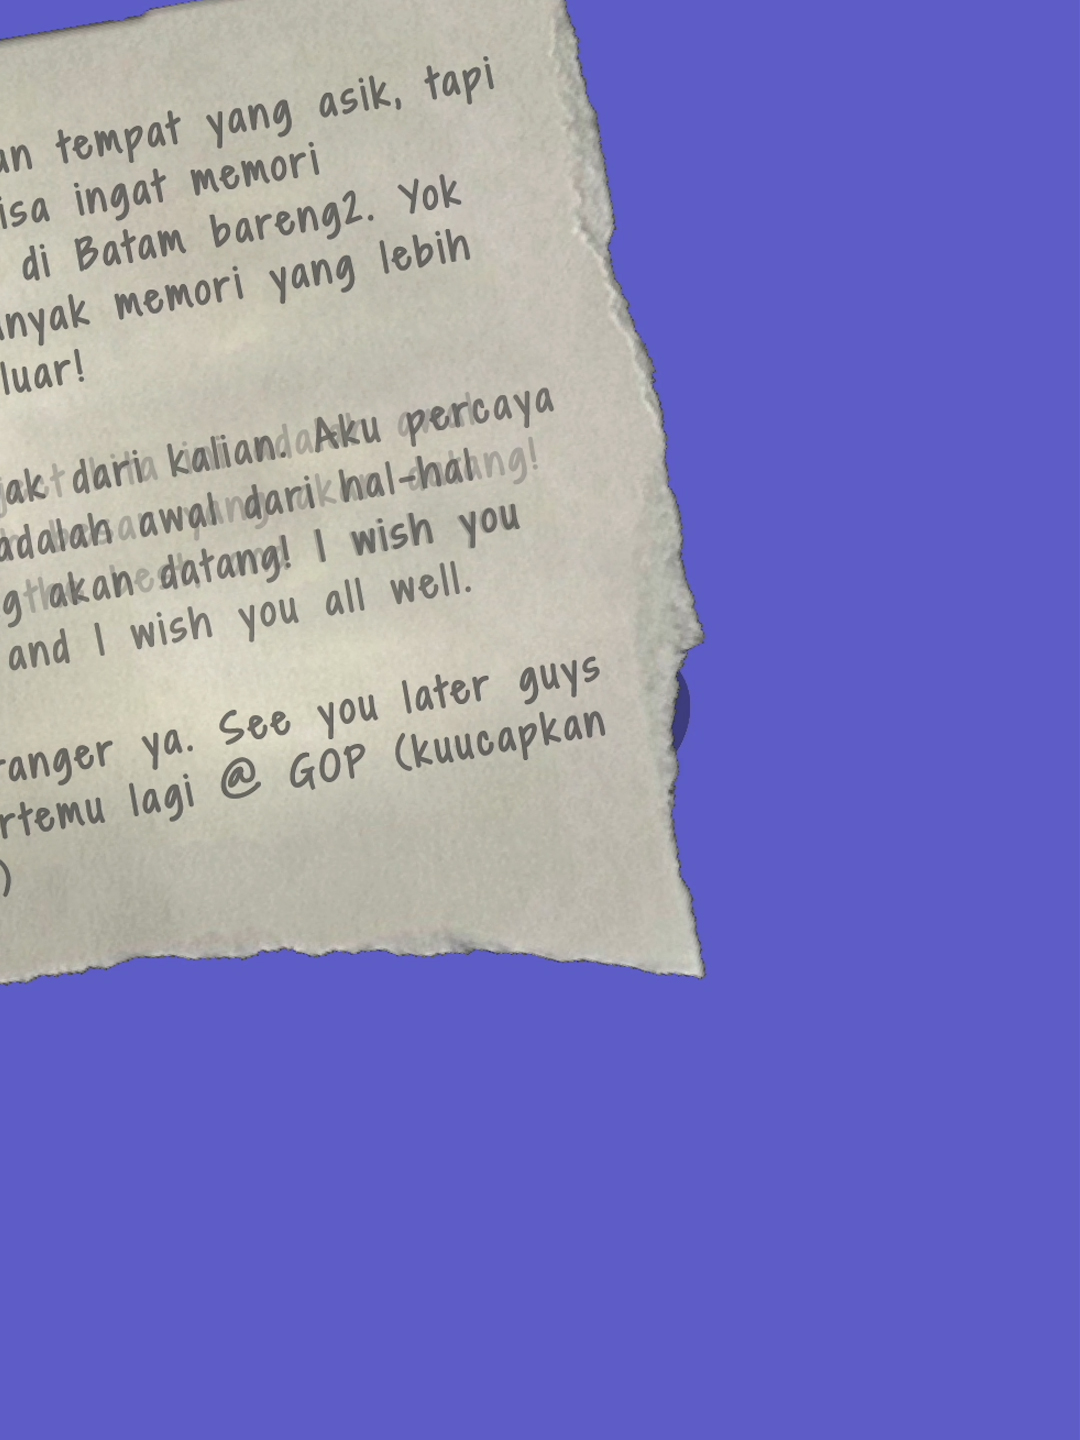 an tempat yang asik, tapi
isa ingat memori
di Batam bareng2. Yok
anyak memori yang lebih
luar!
jak dari kalian. Aku percaya
adalah awal dari hal-hal
g akan datang! I wish you
and I wish you all well.
ranger ya. See you later guys
rtemu lagi @ GOP (kuucapkan
)